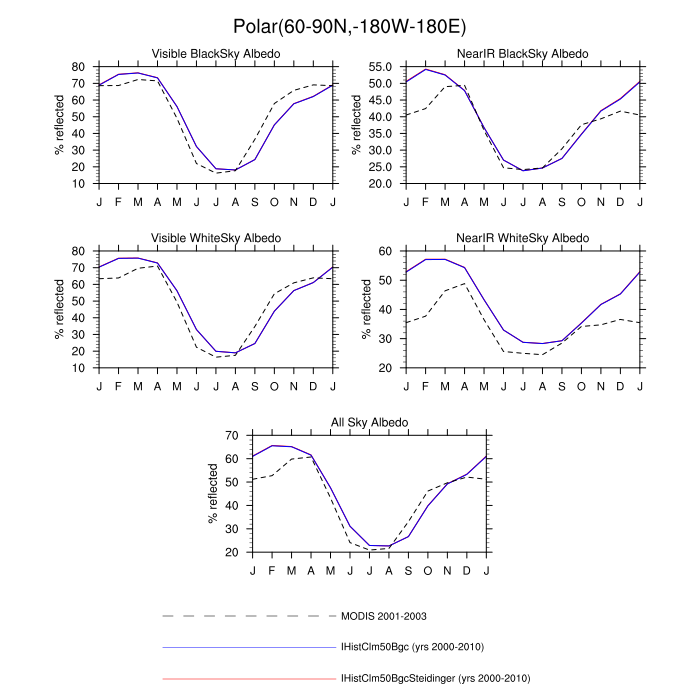 Polar(60-90N,-180W-180E)
Visible BlackSky Albedo
% reflected
80
70
60
50
40
30
20
10
J F M A M J J A S O N D J
NearIR BlackSky Albedo
% reflected
55.0
50.0
45.0
40.0
35.0
30.0
25.0
20.0
J F M A M J J A S O N D J
Visible WhiteSky Albedo
% reflected
80
70
60
50
40
30
20
10
J F M A M J J A S O N D J
NearIR WhiteSky Albedo
% reflected
60
50
40
30
20
J F M A M J J A S O N D J
All Sky Albedo
% reflected
70
60
50
40
30
20
J F M A M J J A S O N D J
MODIS 2001-2003
IHistClm50Bgc (yrs 2000-2010)
IHistClm50BgcSteidinger (yrs 2000-2010)